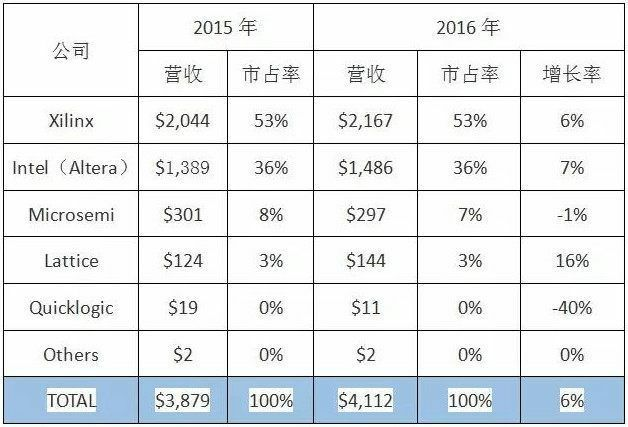 公司 2015 年 2016 年
营收 市占率 营收 市占率 增长率
Xilinx $2,044 53% $2,167 53% 6%
Intel（Altera） $1,389 36% $1,486 36% 7%
Microsemi $301 8% $297 7% -1%
Lattice $124 3% $144 3% 16%
Quicklogic $19 0% $11 0% -40%
Others $2 0% $2 0% 0%
TOTAL $3,879 100% $4,112 100% 6%